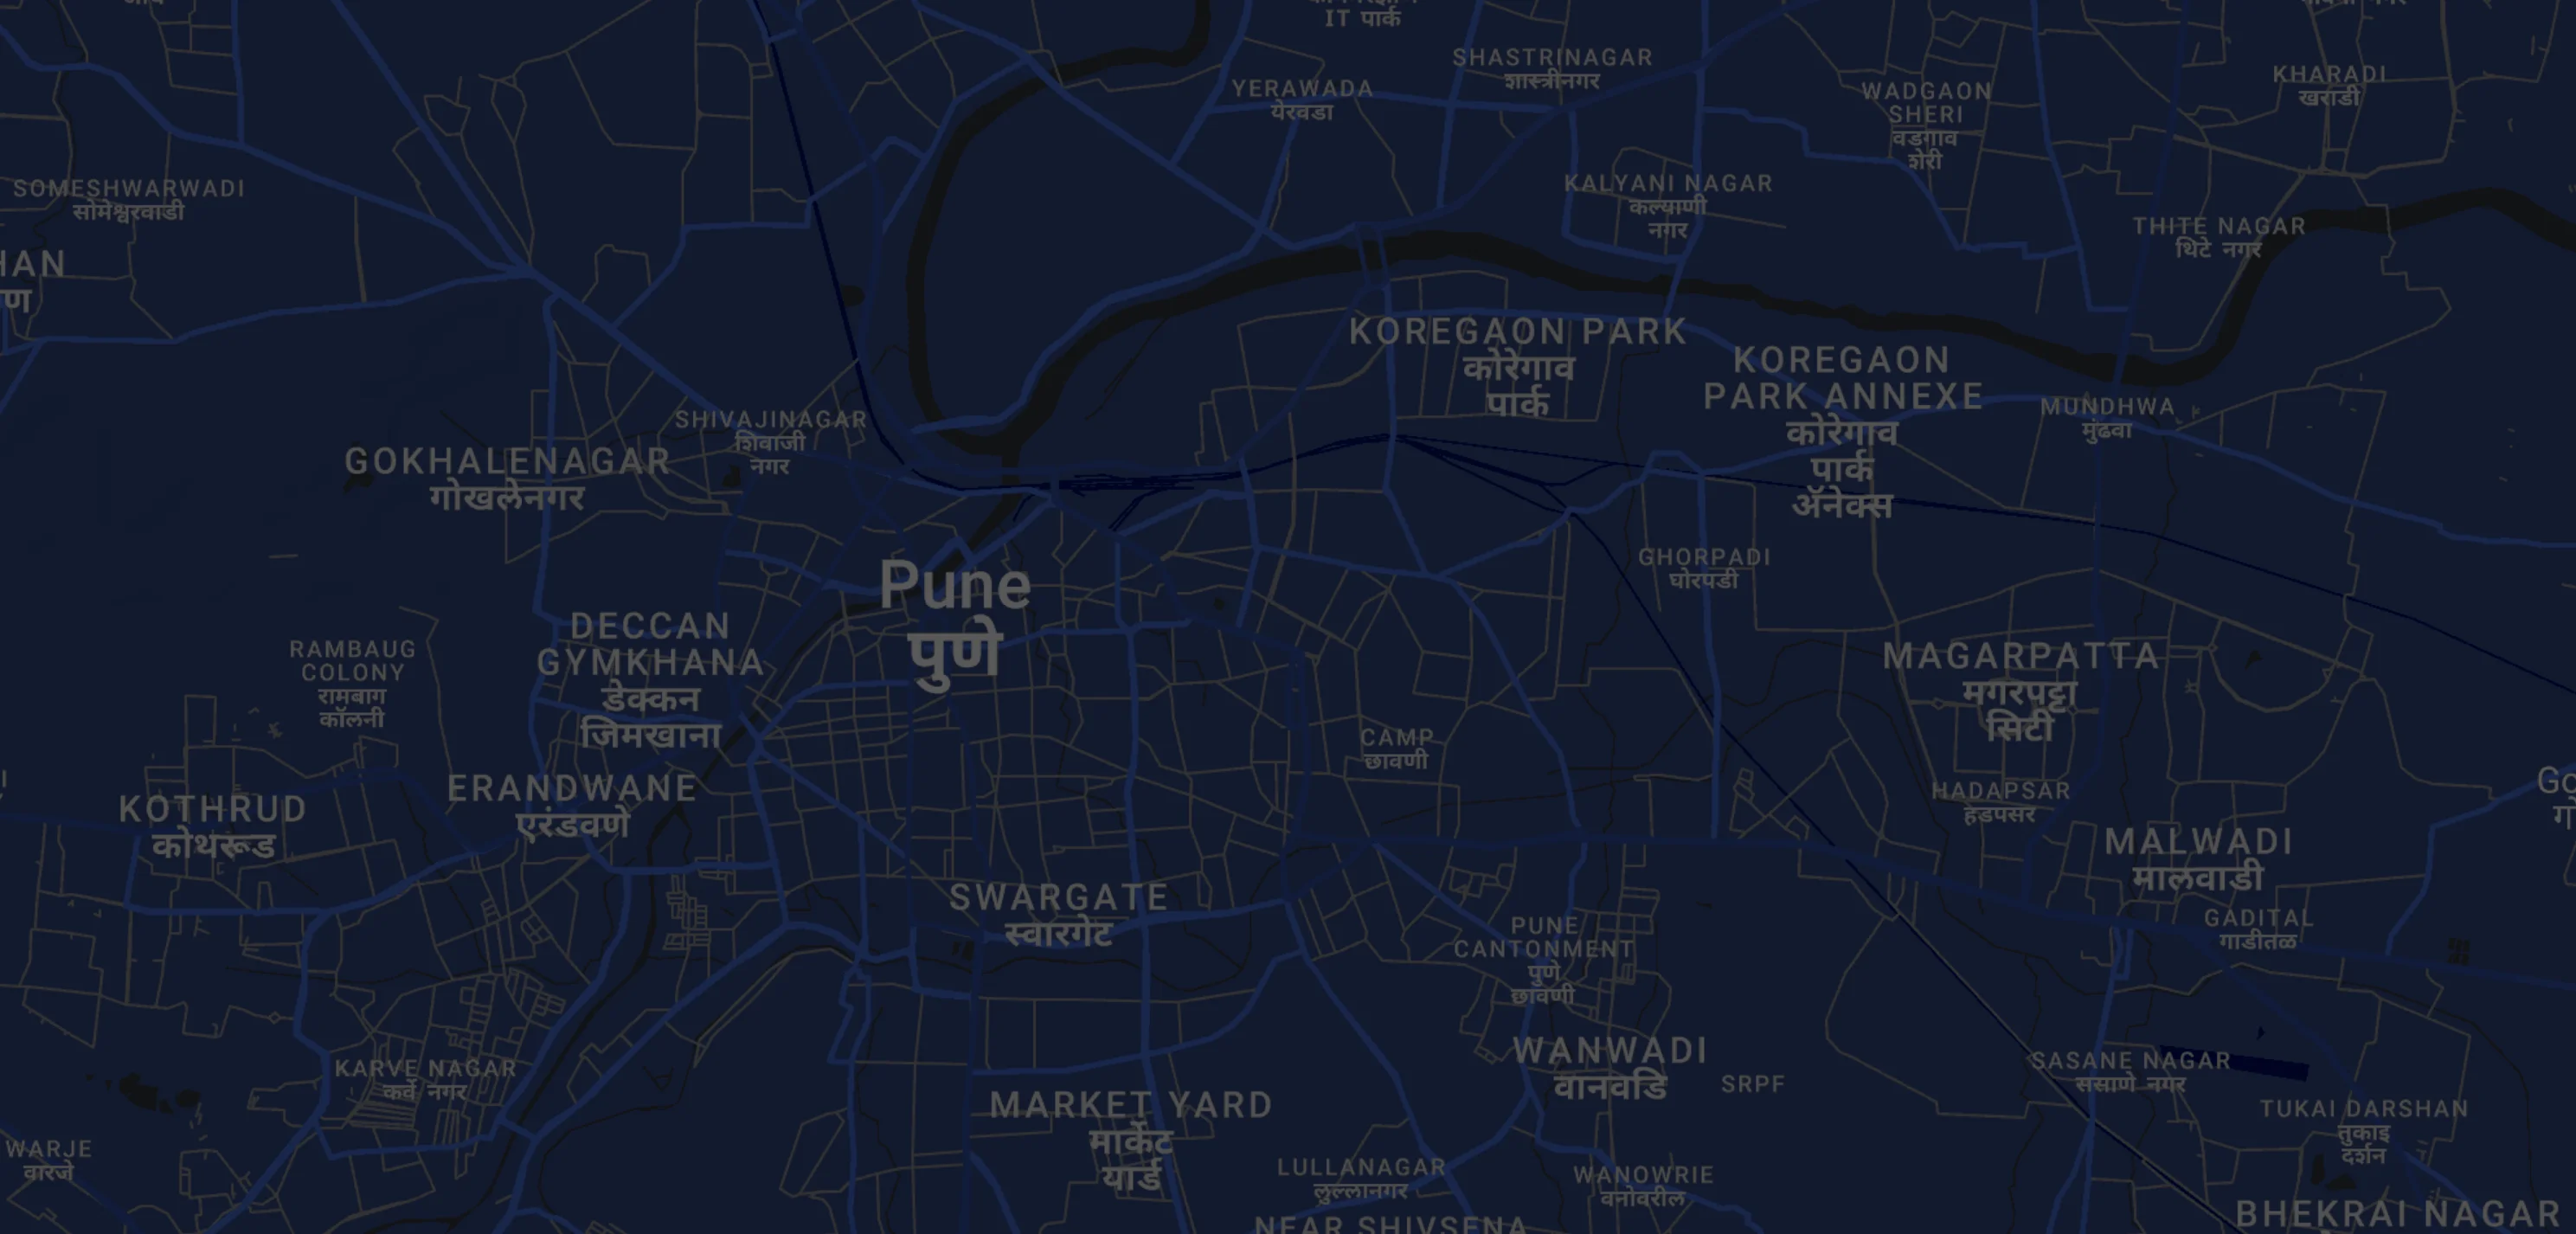 IT पार्क
SHASTRINAGAR
शास्त्रीनगर
YERAWADA
येरवडा
WADGAON
SHERI
वडगाव
शेरी
KHARADI
खराडी
SOMESHWARWADI
सोमेश्वरवाडी
KALYANI NAGAR
कल्याणी
नगर
THITE NAGAR
थिटे नगर
HAN
ण
KOREGAON PARK
कोरेगाव
पार्क
KOREGAON
PARK ANNEXE
कोरेगाव
पार्क
ॲनेक्स
MUNDHWA
मुंढवा
SHIVAJINAGAR
शिवाजी
नगर
GOKHALENAGAR
गोखलेनगर
GHORPADI
घोरपडी
Pune
पुणे
DECCAN
GYMKHANA
डेक्कन
जिमखाना
RAMBAUG
COLONY
रामबाग
कॉलनी
MAGARPATTA
मगरपट्टा
सिटी
CAMP
छावणी
ERANDWANE
एरंडवणे
KOTHRUD
कोथरूड
HADAPSAR
हडपसर
Go
गो
MALWADI
मालवाडी
SWARGATE
स्वारगेट
GADITAL
गाडीतळ
PUNE
CANTONMENT
पुणे
छावणी
WANWADI
वानवडि
SRPF
SASANE NAGAR
ससाणे नगर
KARVE NAGAR
कर्वे नगर
MARKET YARD
मार्केट
यार्ड
TUKAI DARSHAN
तुकाइ
दर्शन
WARJE
वारजे
LULLANAGAR
लुल्लानगर
WANOWRIE
वनोवरील
BHEKRAI NAGAR
NEAR SHIVSENA